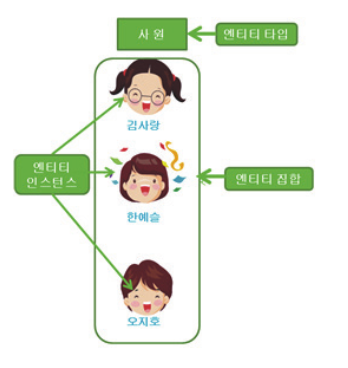 사 원
엔티티 타입
김사랑
엔티티
인스턴스
엔티티 집합
한예슬
오지호